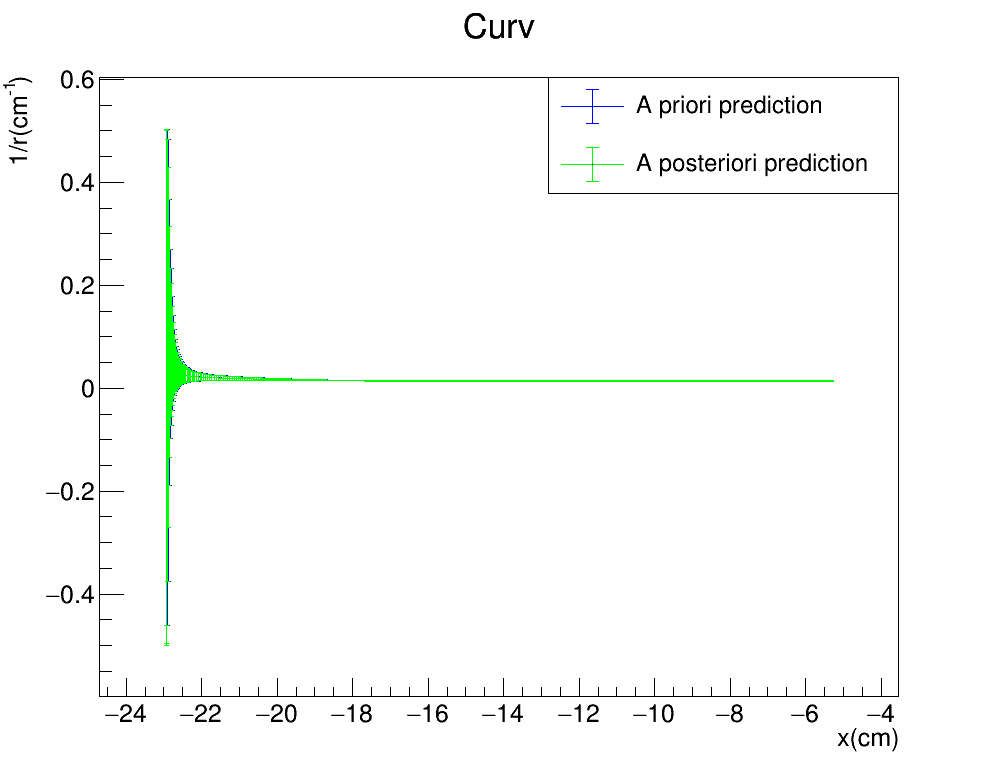 Curv
1/r(cm-1)
A priori prediction
A posteriori prediction
0.6
0.4
0.2
0
−0.2
−0.4
−24 −22 −20 −18 −16 −14 −12 −10 −8 −6 −4
x(cm)